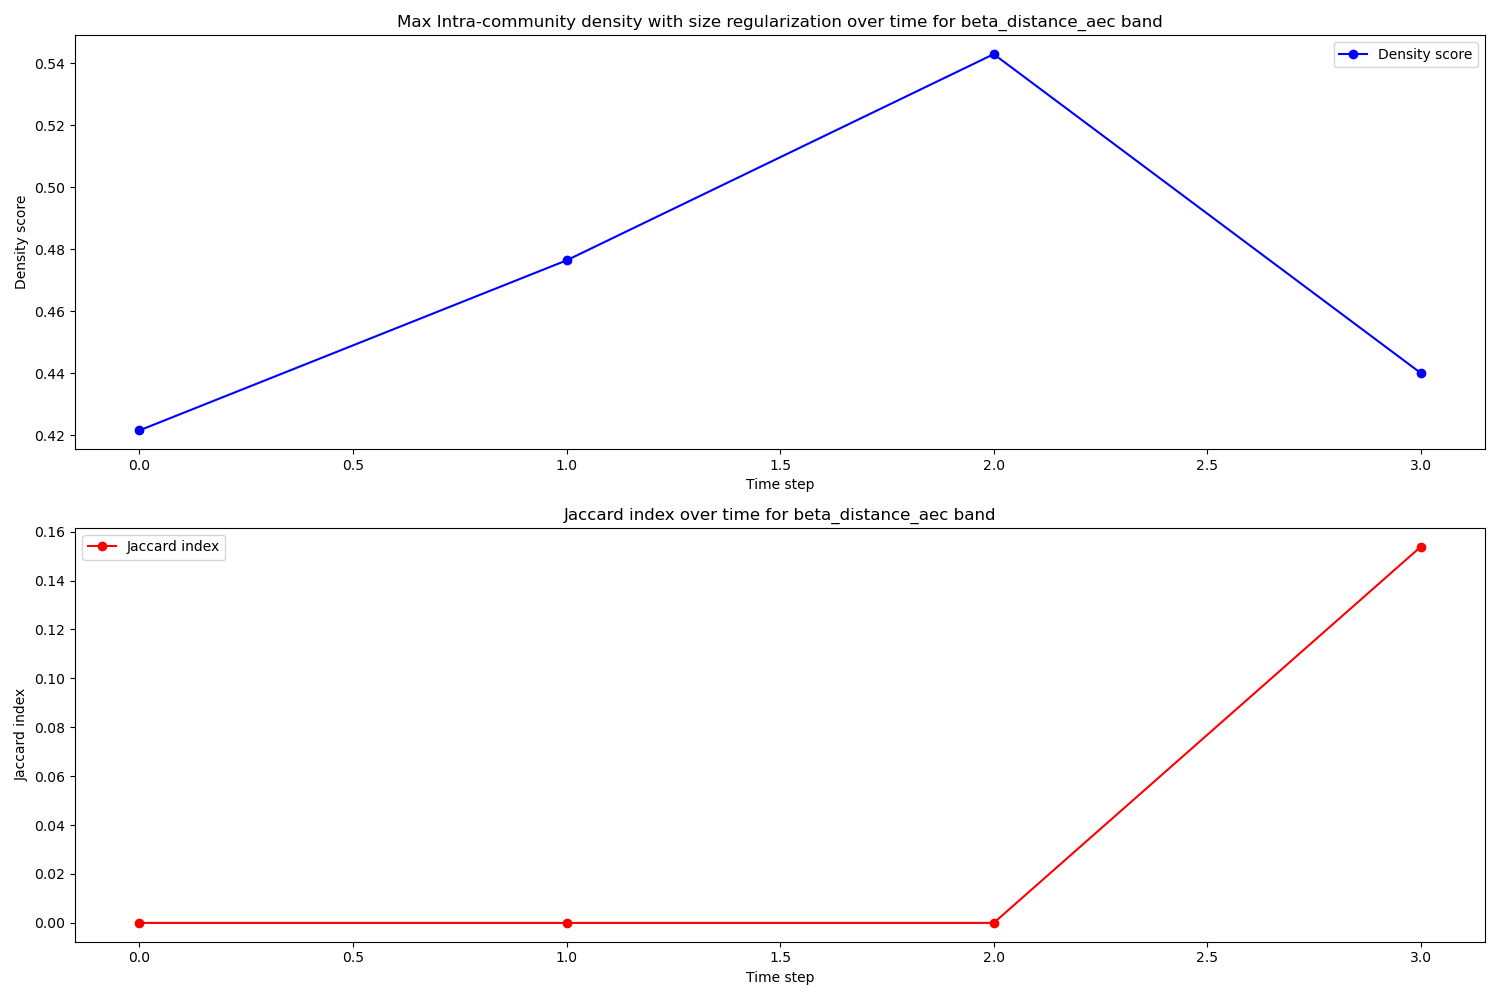 Max Intra-community density with size regularization over time for beta_distance_aec band
Density score
0.54
0.52
0.50
0.48
0.46
0.44
0.42
Density score
0.0 0.5 1.0 1.5 2.0 2.5 3.0
Time step
Jaccard index over time for beta_distance_aec band
Jaccard index
0.16
0.14
0.12
0.10
0.08
0.06
0.04
0.02
0.00
Jaccard index
0.0 0.5 1.0 1.5 2.0 2.5 3.0
Time step